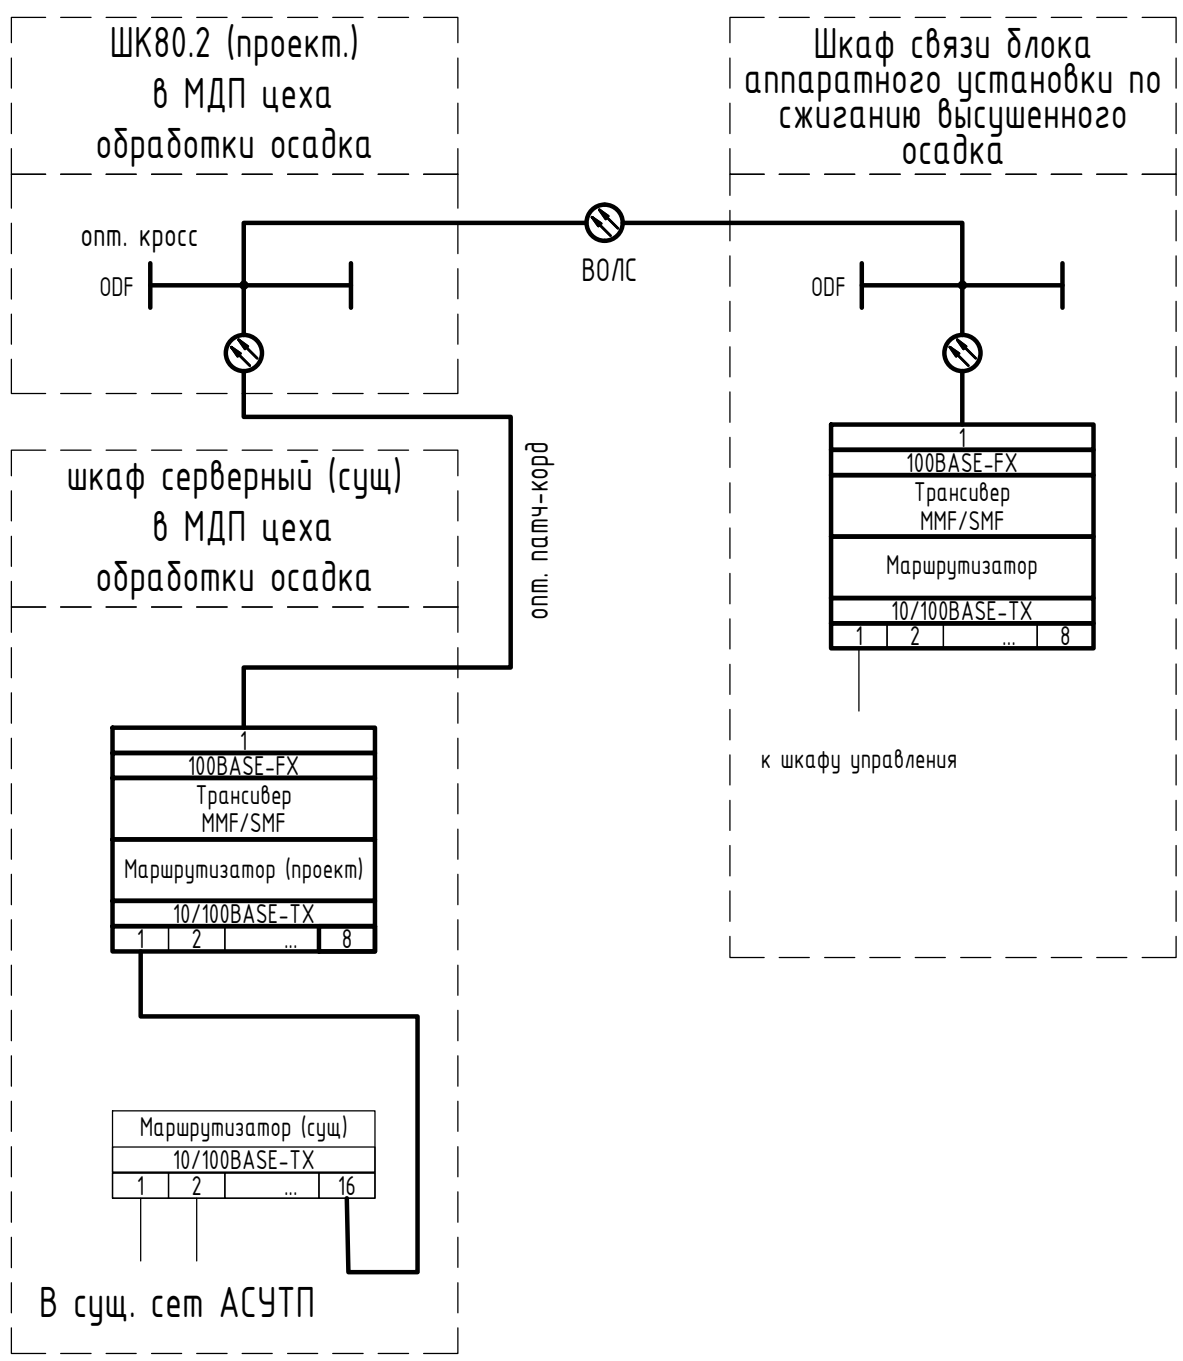 ШК80.2 (проект.)
в МДП цеха
обработки осадка
опт. кросс
ODF
ВОЛС
Шкаф связи блока
аппаратного установки по
сжиганию высушенного
осадка
ODF
1
100BASE-FX
Трансивер
MMF/SMF
Маршрутизатор
10/100BASE-TX
1 2 ... 8
к шкафу управления
опт. патч-корд
шкаф серверный (сущ)
в МДП цеха
обработки осадка
1
100BASE-FX
Трансивер
MMF/SMF
Маршрутизатор (проект)
10/100BASE-TX
1 2 ... 8
Маршрутизатор (сущ)
10/100BASE-TX
1 2 ... 16
В сущ. сет АСУТП